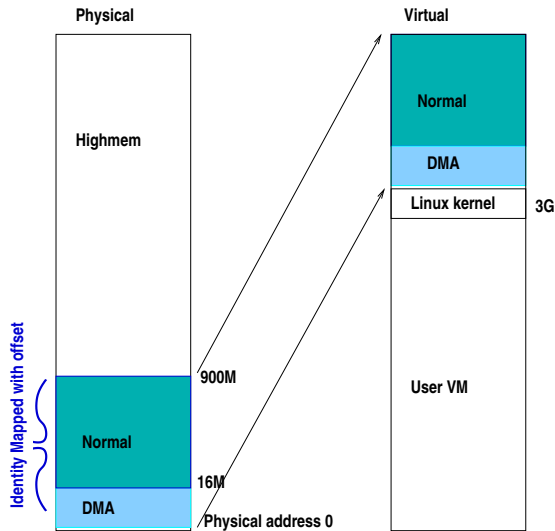 Physical
Virtual
Highmem
Normal
DMA
Linux kernel
3G
Identity Mapped with offset
900M
User VM
Normal
16M
DMA
Physical address 0